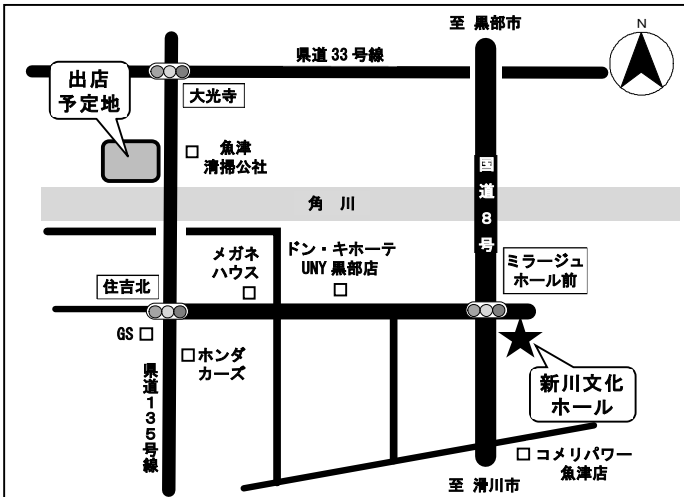 至 黒部市
N
県道33号線
出店
予定地
大光寺
魚津
清掃公社
国道8号
角 川
メガネ
ハウス
ドン・キホーテ
UNY 黒部店
ミラージュ
ホール前
住吉北
GS
ホンダ
カーズ
県道135号線
新川文化
ホール
コメリパワー
魚津店
至 滑川市